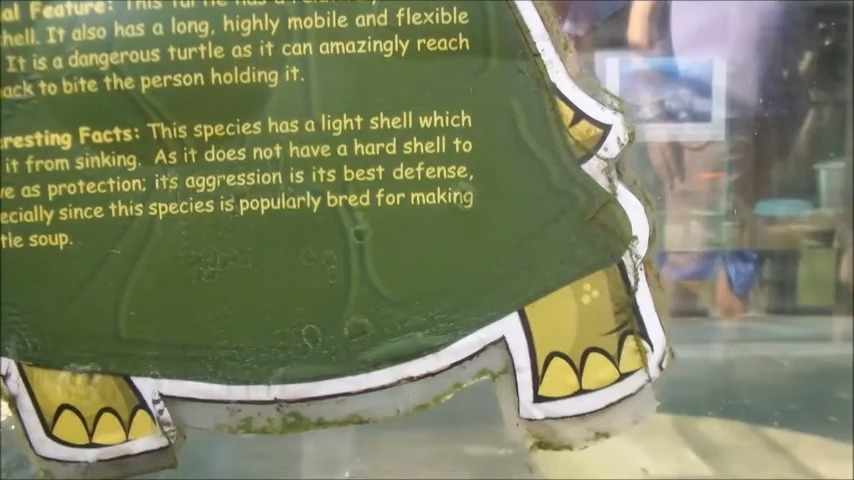 al Feature: This turtle has a
hell. It also has a long, highly mobile and flexible
It is a dangerous turtle as it can amazingly reach
ack to bite the person holding it.
eresting Facts: This species has a light shell which
it from sinking. As it does not have a hard shell to
ve as protection; its aggression is its best defense,
ecially since this species is popularly bred for making
tle soup.